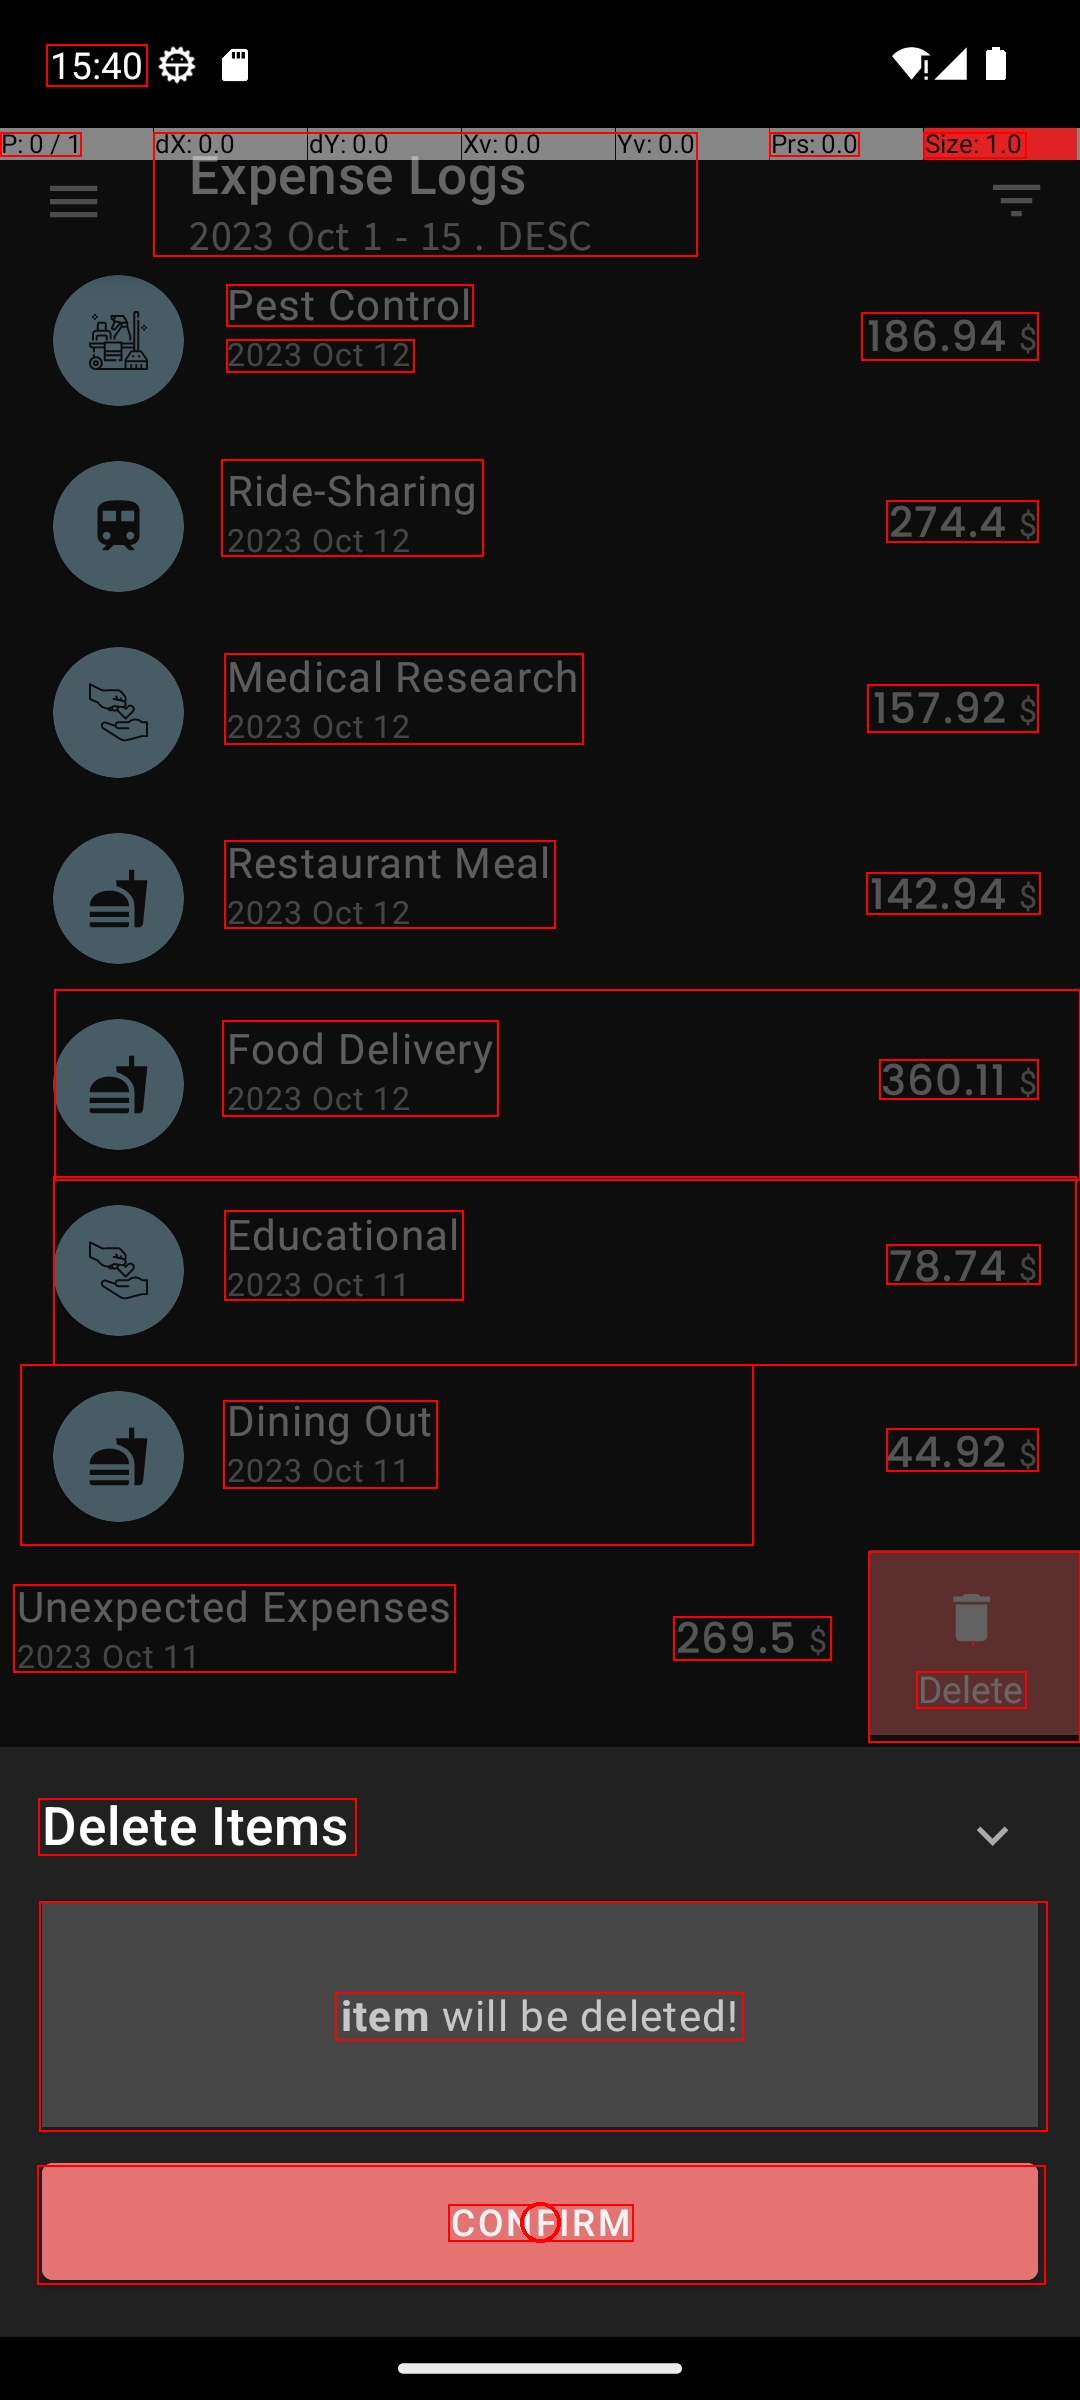 15:40
P: 0 / 1 dX: 0.0 dY: 0.0 Xv: 0.0 Yv: 0.0 Prs: 0.0 Size: 1.0
Expense Logs
2023 Oct 1 - 15 . DESC
Pest Control
2023 Oct 12
186.94 $
Ride-Sharing
2023 Oct 12
274.4 $
Medical Research
2023 Oct 12
157.92 $
Restaurant Meal
2023 Oct 12
142.94 $
Food Delivery
2023 Oct 12
360.11 $
Educational
2023 Oct 11
78.74 $
Dining Out
2023 Oct 11
44.92 $
Unexpected Expenses
2023 Oct 11
269.5 $
Delete
Delete Items
item will be deleted!
CONFIRM